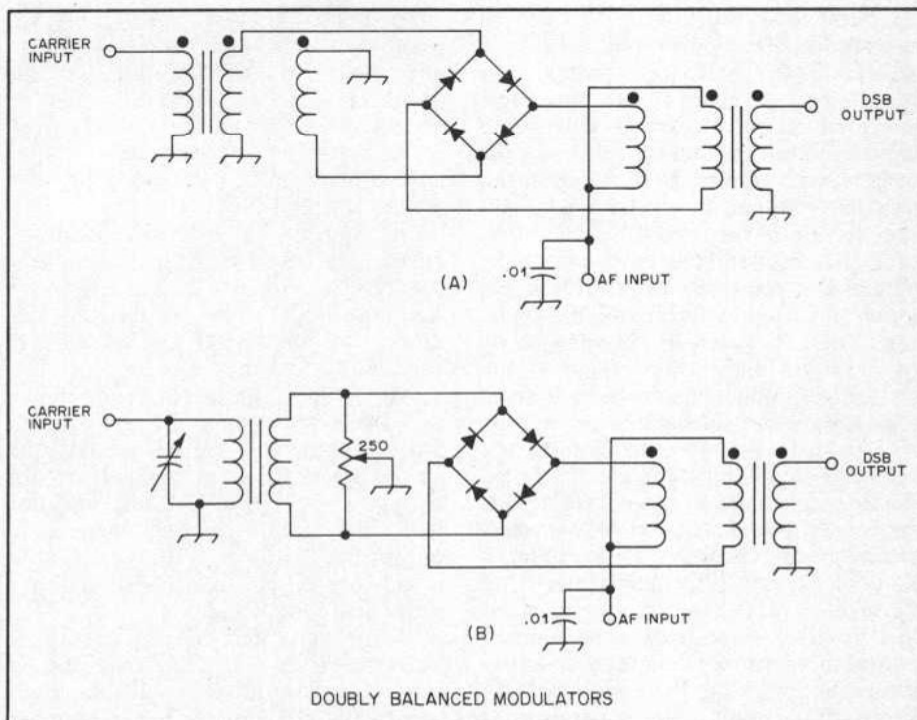 CARRIER
INPUT
DSB
OUTPUT
.01
(A)
AF INPUT
CARRIER
INPUT
250
DSB
OUTPUT
.01
(B)
AF INPUT
DOUBLY BALANCED MODULATORS